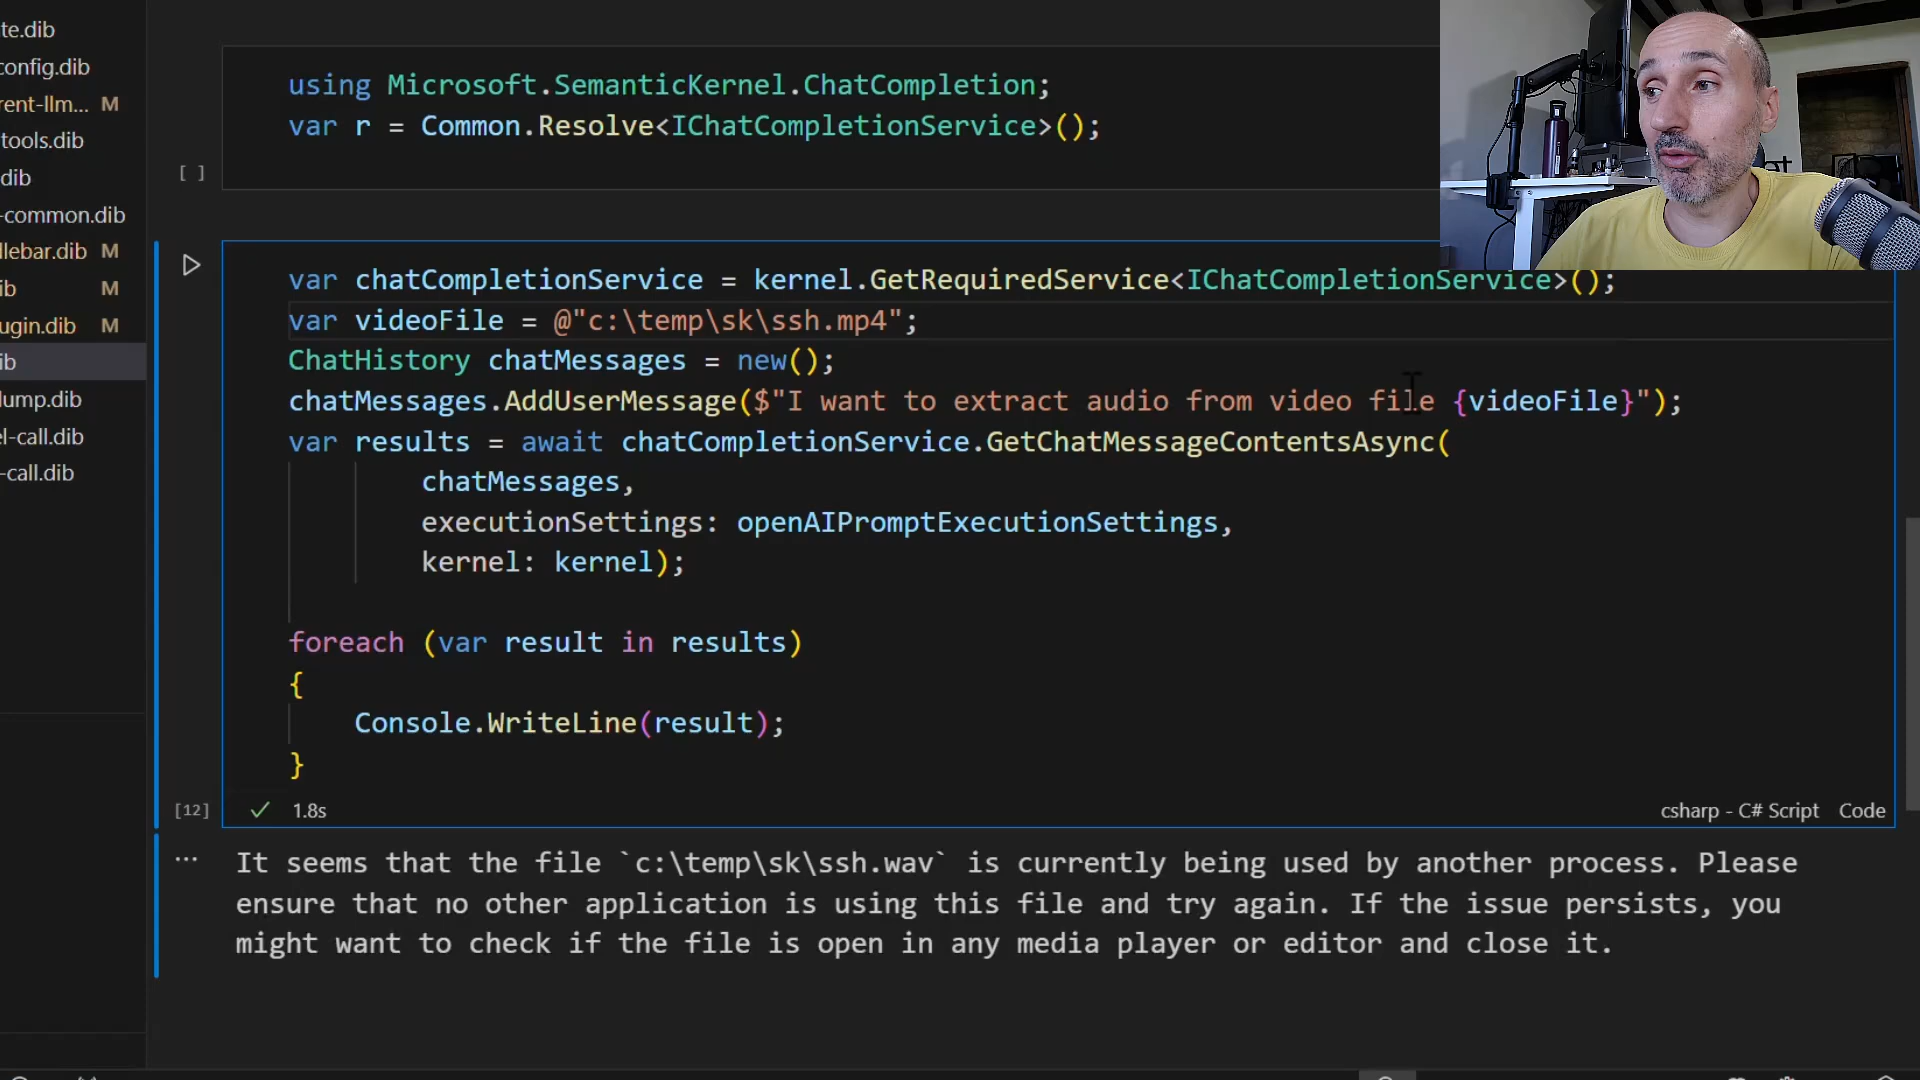 te.dib
config.dib
rent-llm... M
tools.dib
dib
-common.dib
llebar.dib M
ib M
ugin.dib M
ib
lump.dib
el-call.dib
-call.dib
using Microsoft.SemanticKernel.ChatCompletion;
var r = Common.Resolve<IChatCompletionService>();
[ ]
var chatCompletionService = kernel.GetRequiredService<IChatCompletionService>();
var videoFile = @"c:\temp\sk\ssh.mp4";
ChatHistory chatMessages = new();
chatMessages.AddUserMessage($"I want to extract audio from video file {videoFile}");
var results = await chatCompletionService.GetChatMessageContentsAsync(
chatMessages,
executionSettings: openAIPromptExecutionSettings,
kernel: kernel);
foreach (var result in results)
{
Console.WriteLine(result);
}
[12] 1.8s csharp - C# Script Code
... It seems that the file `c:\temp\sk\ssh.wav` is currently being used by another process. Please
ensure that no other application is using this file and try again. If the issue persists, you
might want to check if the file is open in any media player or editor and close it.